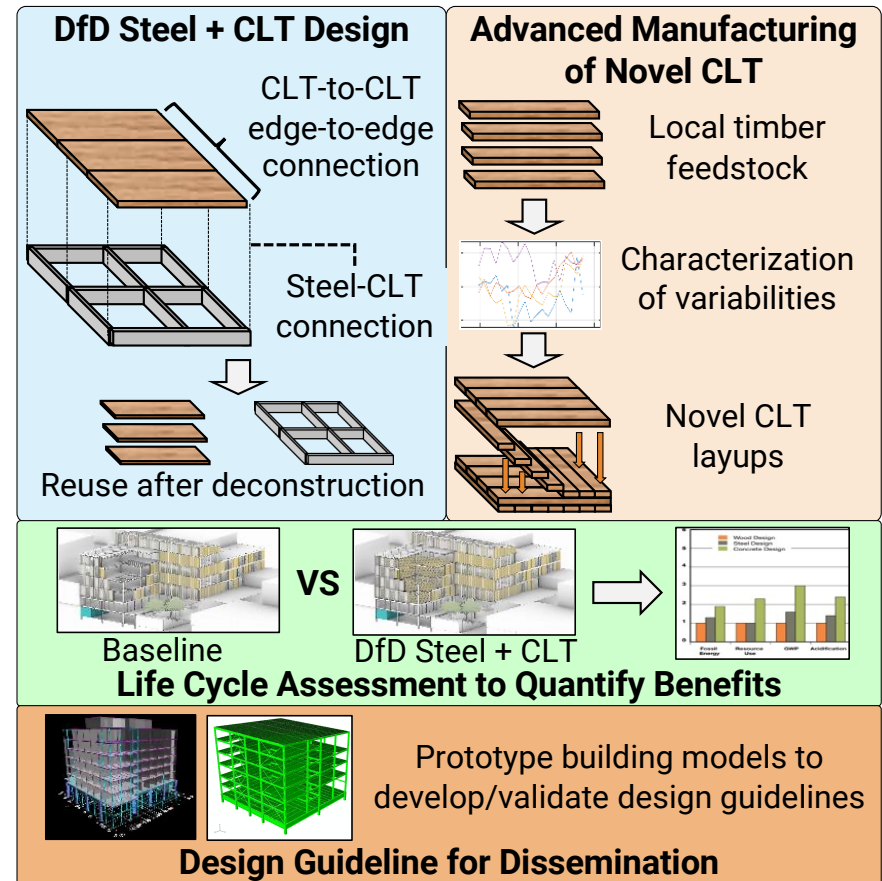 DfD Steel + CLT Design
CLT-to-CLT
edge-to-edge
connection
Steel-CLT
connection
Reuse after deconstruction
Advanced Manufacturing
of Novel CLT
Local timber
feedstock
Characterization
of variabilities
Novel CLT
layups
Baseline
VS
DfD Steel + CLT
Wood Design
Steel Design
Concrete Design
2
1
0
Fossil
Energy
Resource
Use
GWP
Acidification
Life Cycle Assessment to Quantify Benefits
Prototype building models to
develop/validate design guidelines
Design Guideline for Dissemination